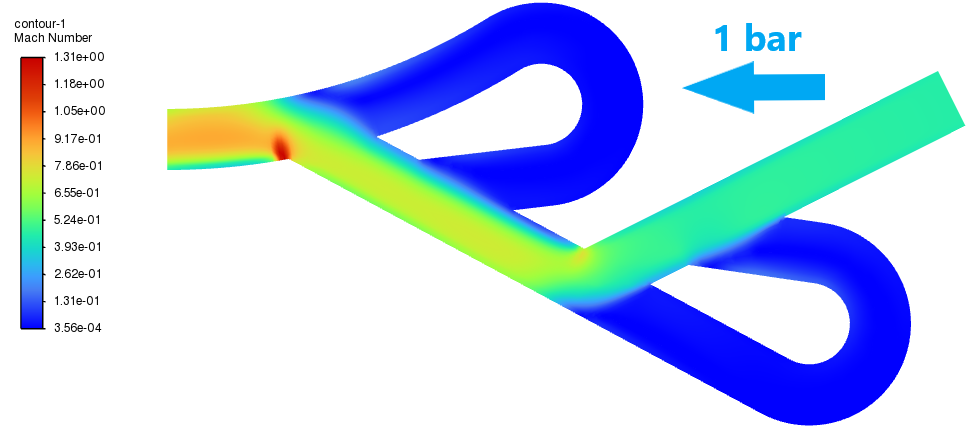 contour-1
Mach Number
1.31e+00
1.18e+00
1.05e+00
9.17e-01
7.86e-01
6.55e-01
5.24e-01
3.93e-01
2.62e-01
1.31e-01
3.56e-04
1 bar